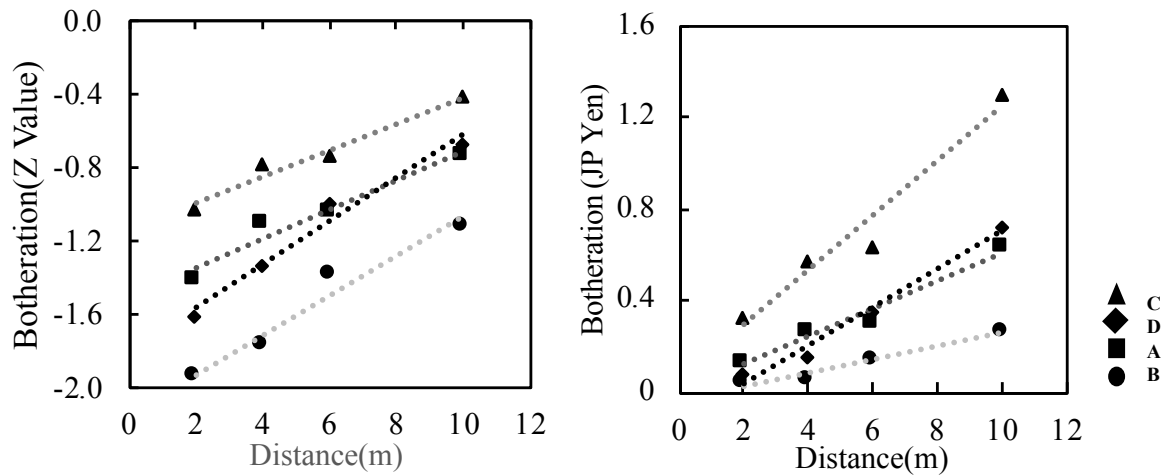 Botheration(Z Value)
0.0
-0.4
-0.8
-1.2
-1.6
-2.0
0 2 4 6 8 10 12
Distance(m)
Botheration (JP Yen)
1.6
1.2
0.8
0.4
0
0 2 4 6 8 10 12
Distance(m)
C
D
A
B